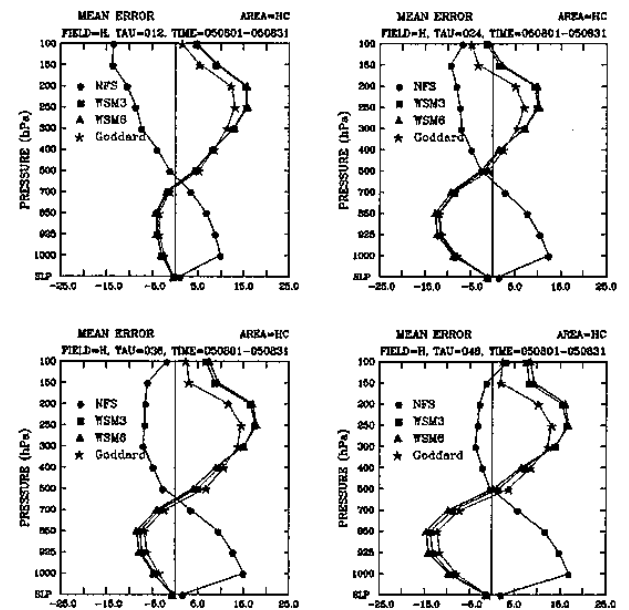 MEAN ERROR AREA=HC
FIELD=H, TAU=012, TIME=050801-050831
100
150
200
250
300
400
500
700
850
925
1000
SLP
PRESSURE (hPa)
NFS
WSM3
WSM6
Goddard
-25.0 -15.0 -5.0 5.0 15.0 25.0
MEAN ERROR AREA=HC
FIELD=H, TAU=024, TIME=050801-050831
100
150
200
250
300
400
500
700
850
925
1000
SLP
PRESSURE (hPa)
NFS
WSM3
WSM6
Goddard
-25.0 -15.0 -5.0 5.0 15.0 25.0
MEAN ERROR AREA=HC
FIELD=H, TAU=036, TIME=050801-050831
100
150
200
250
300
400
500
700
850
925
1000
SLP
PRESSURE (hPa)
NFS
WSM3
WSM6
Goddard
-25.0 -15.0 -5.0 5.0 15.0 25.0
MEAN ERROR AREA=HC
FIELD=H, TAU=048, TIME=050801-050831
100
150
200
250
300
400
500
700
850
925
1000
SLP
PRESSURE (hPa)
NFS
WSM3
WSM6
Goddard
-25.0 -15.0 -5.0 5.0 15.0 25.0